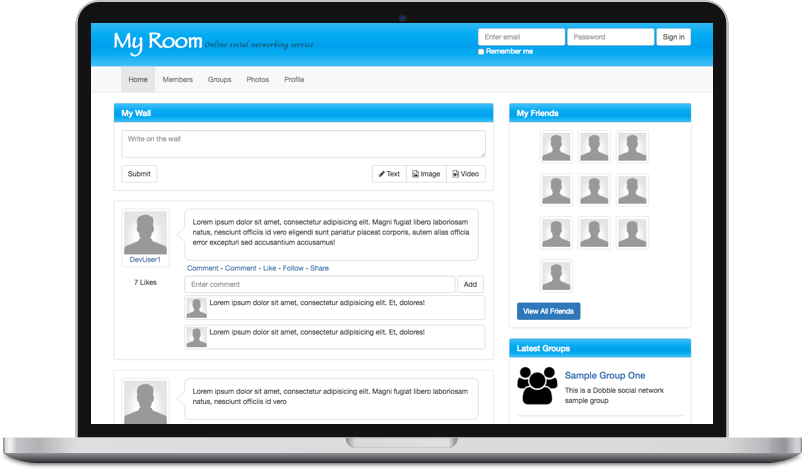 My Room Online social networking service
Enter email Password Sign in
Remember me
Home Members Groups Photos Profile
My Wall
Write on the wall
Submit Text Image Video
Lorem ipsum dolor sit amet, consectetur adipisicing elit. Magni fugiat libero laboriosam
natus, nesciunt officiis id vero eligendi sunt pariatur placeat corporis, autem alias officia
error excepturi sed accusantium accusamus!
DevUser1
7 Likes
Comment - Comment - Like - Follow - Share
Enter comment Add
Lorem ipsum dolor sit amet, consectetur adipisicing elit. Et, dolores!
Lorem ipsum dolor sit amet, consectetur adipisicing elit. Et, dolores!
Lorem ipsum dolor sit amet, consectetur adipisicing elit. Magni fugiat libero laboriosam
natus, nesciunt officiis id vero
My Friends
View All Friends
Latest Groups
Sample Group One
This is a Dobble social network
sample group